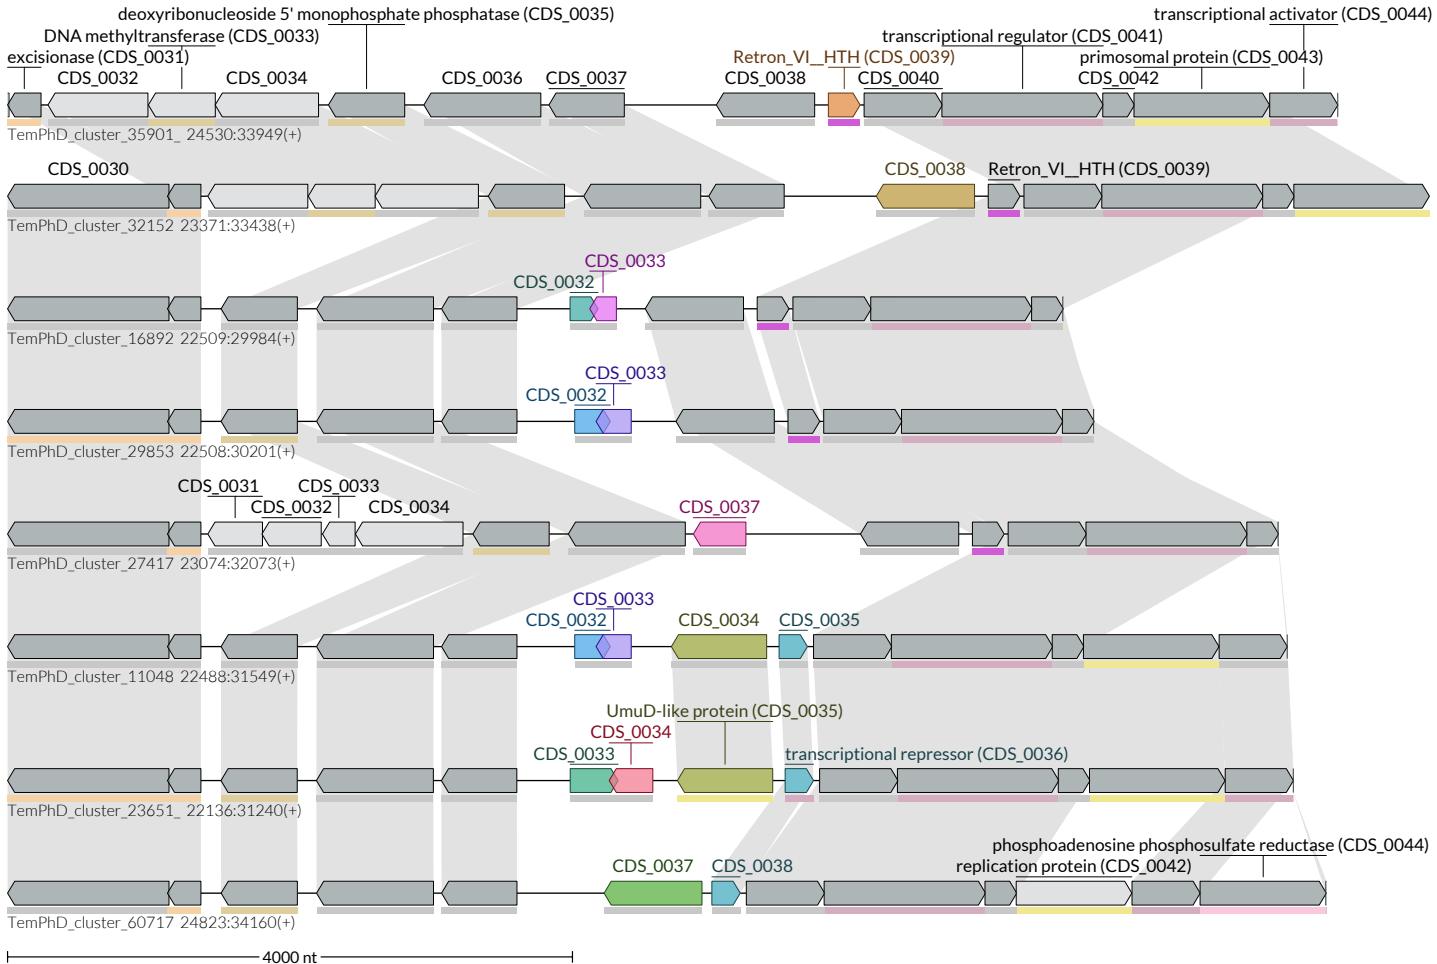 deoxyribonucleoside 5' monophosphate phosphatase (CDS_0035)
transcriptional activator (CDS_0044)
DNA methyltransferase (CDS_0033)
transcriptional regulator (CDS_0041)
excisionase (CDS_0031)
Retron_VI__HTH (CDS_0039)
primosomal protein (CDS_0043)
CDS_0032
CDS_0034
CDS_0036
CDS_0037
CDS_0038
CDS_0040
CDS_0042
TemPhD_cluster_35901_ 24530:33949(+)
CDS_0030
CDS_0038
Retron_VI__HTH (CDS_0039)
TemPhD_cluster_32152 23371:33438(+)
CDS_0033
CDS_0032
TemPhD_cluster_16892 22509:29984(+)
CDS_0033
CDS_0032
TemPhD_cluster_29853 22508:30201(+)
CDS_0031
CDS_0033
CDS_0032
CDS_0034
CDS_0037
TemPhD_cluster_27417 23074:32073(+)
CDS_0033
CDS_0032
CDS_0034
CDS_0035
TemPhD_cluster_11048 22488:31549(+)
UmuD-like protein (CDS_0035)
CDS_0034
CDS_0033
transcriptional repressor (CDS_0036)
TemPhD_cluster_23651_ 22136:31240(+)
phosphoadenosine phosphosulfate reductase (CDS_0044)
CDS_0037
CDS_0038
replication protein (CDS_0042)
TemPhD_cluster_60717 24823:34160(+)
4000 nt